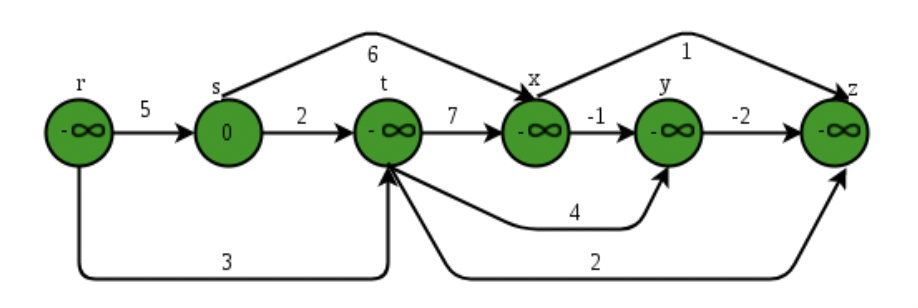 r s t x y z
5 6 2 7 -1 1 -2
-∞ 0 -∞ -∞ -∞ -∞
4
3 2